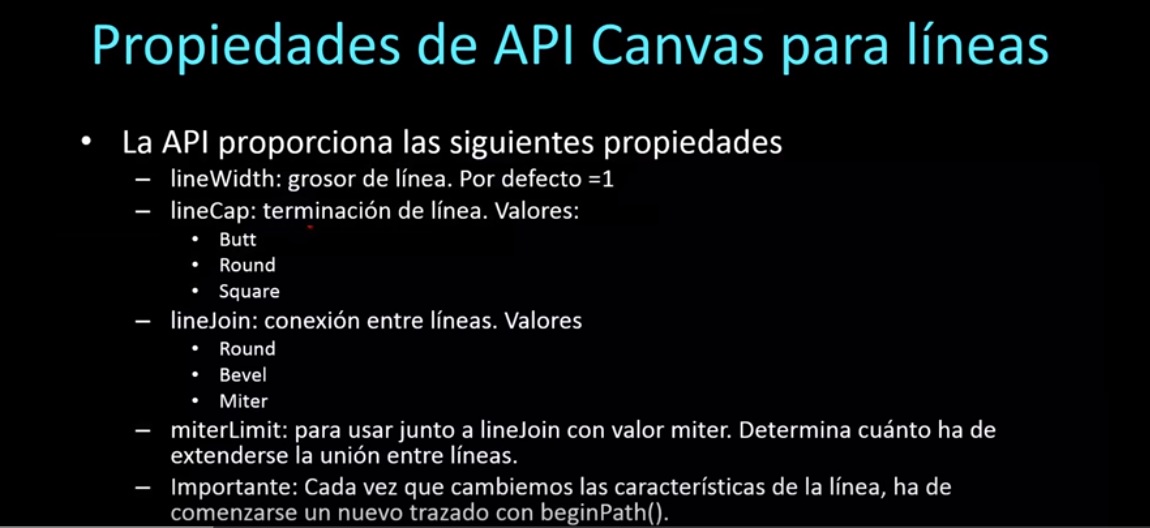 Propiedades de API Canvas para líneas
• La API proporciona las siguientes propiedades
– lineWidth: grosor de línea. Por defecto =1
– lineCap: terminación de línea. Valores:
• Butt
• Round
• Square
– lineJoin: conexión entre líneas. Valores
• Round
• Bevel
• Miter
– miterLimit: para usar junto a lineJoin con valor miter. Determina cuánto ha de
extenderse la unión entre líneas.
– Importante: Cada vez que cambiemos las características de la línea, ha de
comenzarse un nuevo trazado con beginPath().